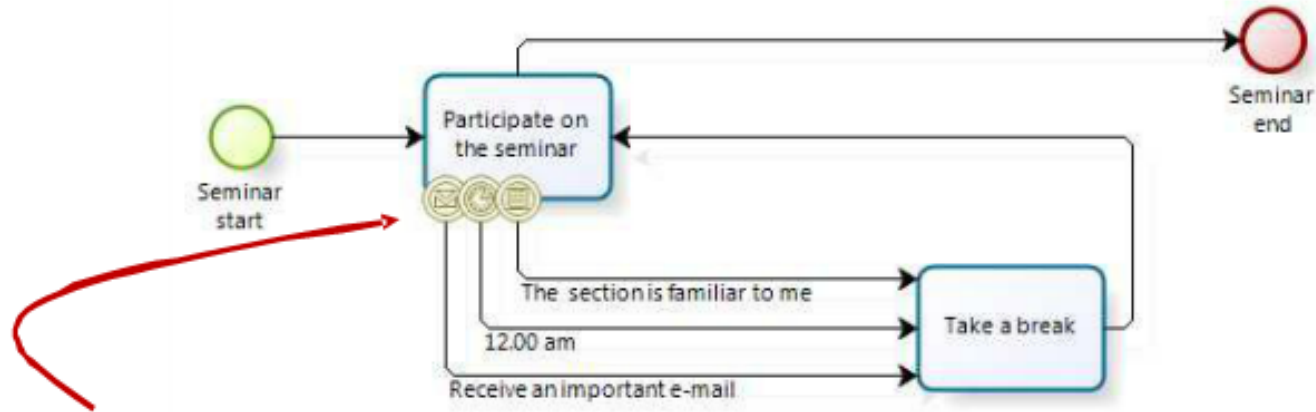 Seminar
end
Participate on
the seminar
Seminar
start
The section is familiar to me
Take a break
12.00 am
Receive an important e-mail